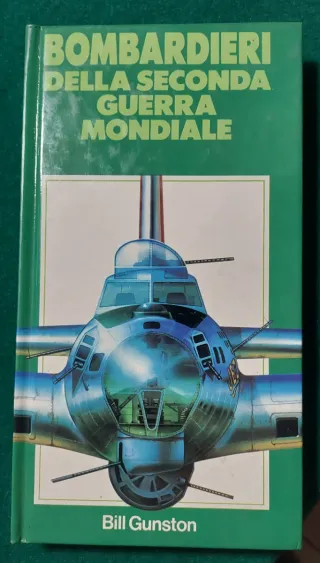 BOMBARDIERI
DELLA SECONDA
GUERRA
MONDIALE
Bill Gunston